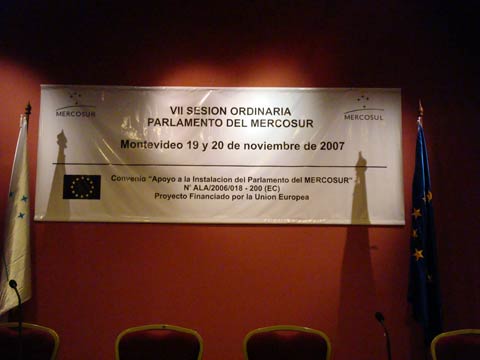 MERCOSUR
MERCOSUL
VII SESION ORDINARIA
PARLAMENTO DEL MERCOSUR
Montevideo 19 y 20 de noviembre de 2007
Convenio "Apoyo a la Instalacion del Parlamento del MERCOSUR" -
N° ALA/2006/018 - 200 (EC)
Proyecto Financiado por la Union Europea